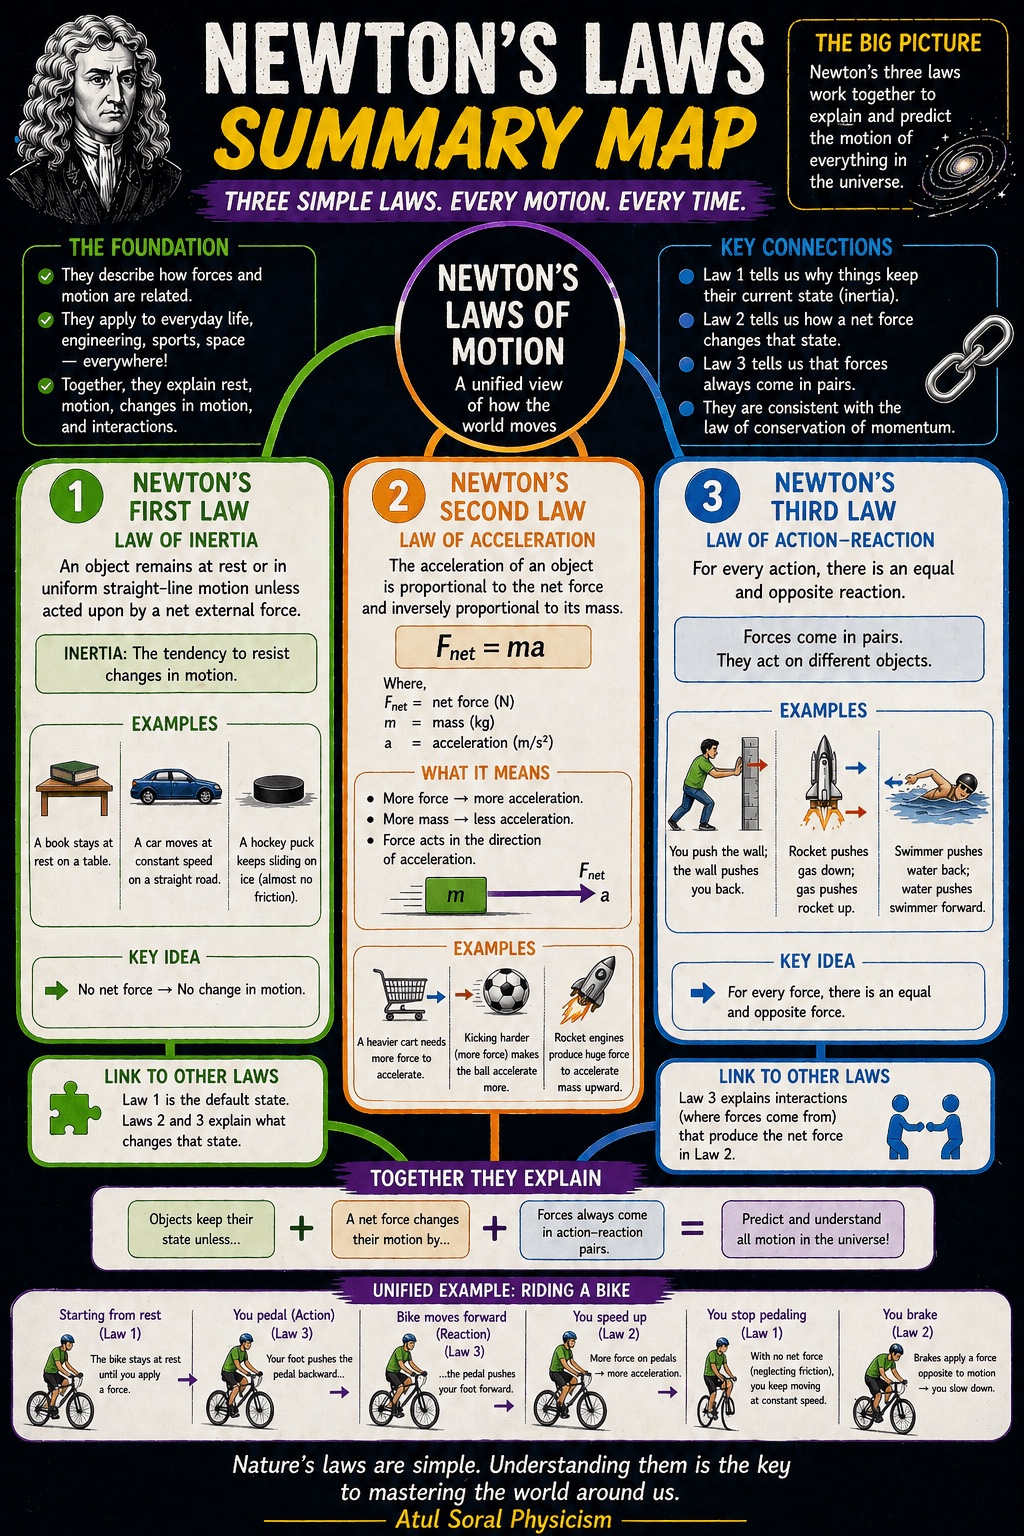 NEWTON'S LAWS
SUMMARY MAP
THREE SIMPLE LAWS. EVERY MOTION. EVERY TIME.
THE BIG PICTURE
Newton's three laws
work together to
explain and predict
the motion of
everything in
the universe.
THE FOUNDATION
They describe how forces and
motion are related.
They apply to everyday life,
engineering, sports, space
— everywhere!
Together, they explain rest,
motion, changes in motion,
and interactions.
NEWTON'S
LAWS OF
MOTION
A unified view
of how the
world moves
KEY CONNECTIONS
Law 1 tells us why things keep
their current state (inertia).
Law 2 tells us how a net force
changes that state.
Law 3 tells us that forces
always come in pairs.
They are consistent with the
law of conservation of momentum.
1
NEWTON'S
FIRST LAW
LAW OF INERTIA
An object remains at rest or in
uniform straight-line motion unless
acted upon by a net external force.
INERTIA: The tendency to resist
changes in motion.
EXAMPLES
A book stays at
rest on a table.
A car moves at
constant speed
on a straight road.
A hockey puck
keeps sliding on
ice (almost no
friction).
KEY IDEA
No net force → No change in motion.
LINK TO OTHER LAWS
Law 1 is the default state.
Laws 2 and 3 explain what
changes that state.
2
NEWTON'S
SECOND LAW
LAW OF ACCELERATION
The acceleration of an object
is proportional to the net force
and inversely proportional to its mass.
Fnet = ma
Where,
Fnet = net force (N)
m = mass (kg)
a = acceleration (m/s²)
WHAT IT MEANS
• More force → more acceleration.
• More mass → less acceleration.
• Force acts in the direction
of acceleration.
m
Fnet
a
EXAMPLES
A heavier cart needs
more force to
accelerate.
Kicking harder
(more force) makes
the ball accelerate
more.
Rocket engines
produce huge force
to accelerate
mass upward.
3
NEWTON'S
THIRD LAW
LAW OF ACTION–REACTION
For every action, there is an equal
and opposite reaction.
Forces come in pairs.
They act on different objects.
EXAMPLES
You push the wall;
the wall pushes
you back.
Rocket pushes
gas down;
gas pushes
rocket up.
Swimmer pushes
water back;
water pushes
swimmer forward.
KEY IDEA
For every force, there is an equal
and opposite force.
LINK TO OTHER LAWS
Law 3 explains interactions
(where forces come from)
that produce the net force
in Law 2.
TOGETHER THEY EXPLAIN
Objects keep their
state unless...
+
A net force changes
their motion by...
+
Forces always come
in action–reaction
pairs.
=
Predict and understand
all motion in the universe!
UNIFIED EXAMPLE: RIDING A BIKE
Starting from rest
(Law 1)
The bike stays at rest
until you apply
a force.
You pedal (Action)
(Law 3)
Your foot pushes the
pedal backward...
Bike moves forward
(Reaction)
(Law 3)
...the pedal pushes
your foot forward.
You speed up
(Law 2)
More force on pedals
→ more acceleration.
You stop pedaling
(Law 1)
With no net force
(neglecting friction),
you keep moving
at constant speed.
You brake
(Law 2)
Brakes apply a force
opposite to motion
→ you slow down.
Nature's laws are simple. Understanding them is the key
to mastering the world around us.
Atul Soral Physicism